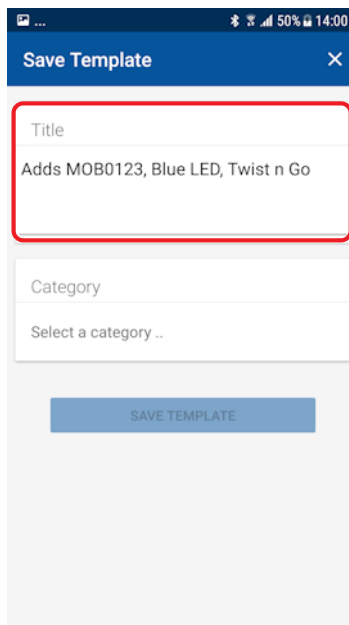 ... 50% 14:00
Save Template ×
Title
Adds MOB0123, Blue LED, Twist n Go
Category
Select a category ..
SAVE TEMPLATE